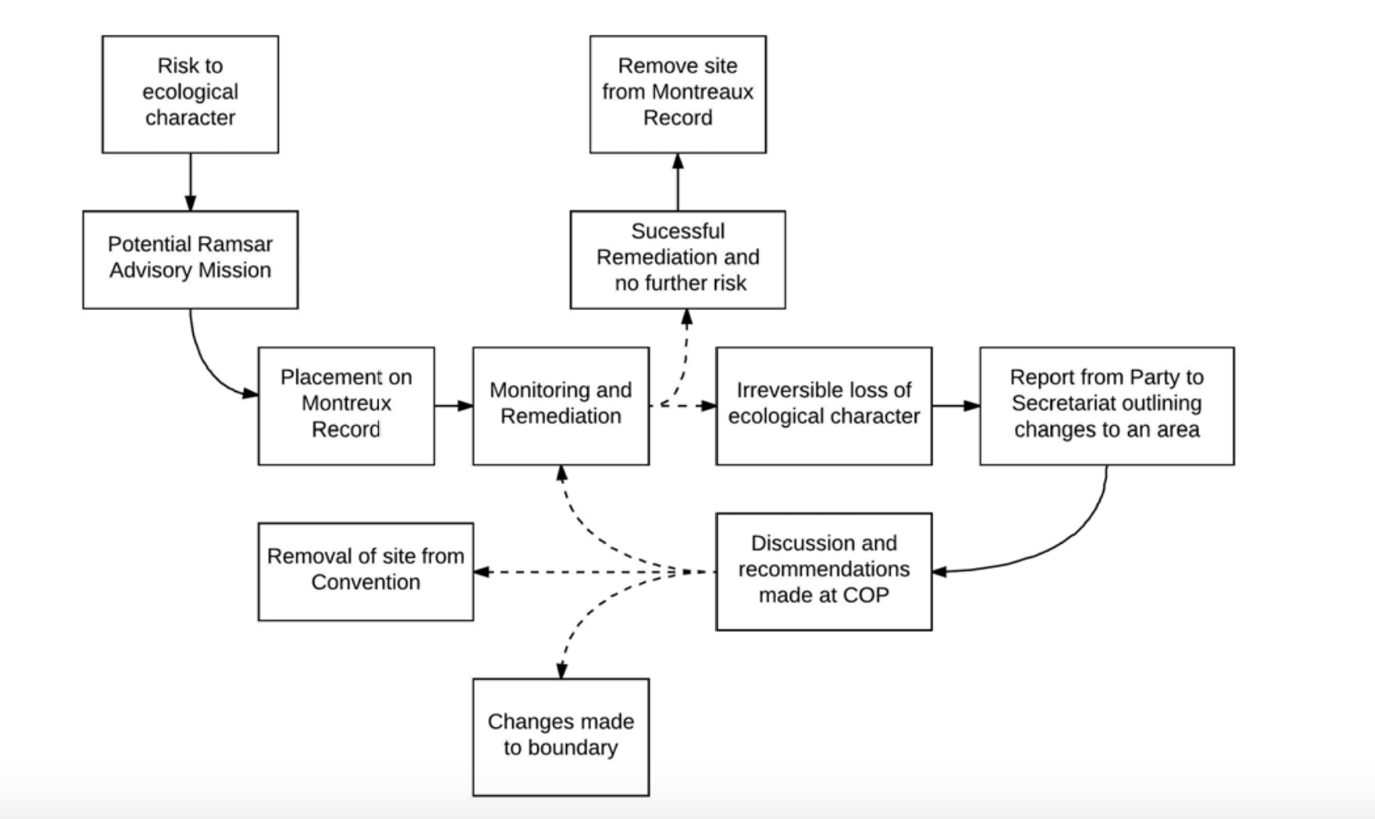 Risk to
ecological
character
Remove site
from Montreaux
Record
Potential Ramsar
Advisory Mission
Sucessful
Remediation and
no further risk
Placement on
Montreux
Record
Monitoring and
Remediation
Irreversible loss of
ecological character
Report from Party to
Secretariat outlining
changes to an area
Removal of site from
Convention
Discussion and
recommendations
made at COP
Changes made
to boundary